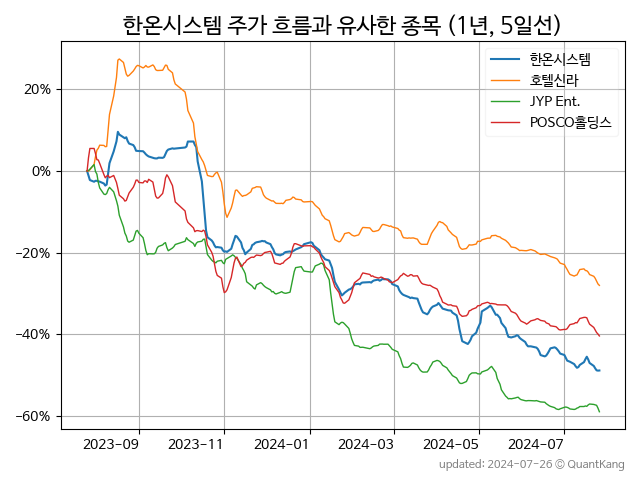 한온시스템 주가 흐름과 유사한 종목 (1년, 5일선)
한온시스템
호텔신라
JYP Ent.
POSCO홀딩스
20%
0%
−20%
−40%
−60%
2023-09 2023-11 2024-01 2024-03 2024-05 2024-07
updated: 2024-07-26 © QuantKang